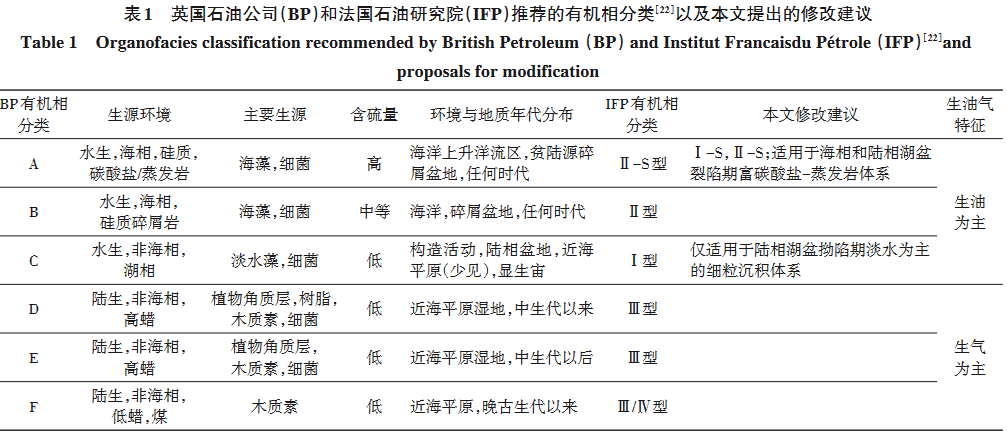 表1 英国石油公司(BP)和法国石油研究院(IFP)推荐的有机相分类[22]以及本文提出的修改建议
Table 1 Organofacies classification recommended by British Petroleum (BP) and Institut Francaisdu Pétrole (IFP)[22]and
proposals for modification
BP有机相分类 生源环境 主要生源 含硫量 环境与地质年代分布 IFP有机相分类 本文修改建议 生油气特征
A 水生,海相,硅质,碳酸盐/蒸发岩 海藻,细菌 高 海洋上升洋流区,贫陆源碎屑盆地,任何时代 Ⅱ-S型 Ⅰ-S,Ⅱ-S;适用于海相和陆相湖盆裂陷期富碳酸盐-蒸发岩体系 生油为主
B 水生,海相,硅质碎屑岩 海藻,细菌 中等 海洋,碎屑盆地,任何时代 Ⅱ型
C 水生,非海相,湖相 淡水藻,细菌 低 构造活动,陆相盆地,近海平原(少见),显生宙 Ⅰ型 仅适用于陆相湖盆拗陷期淡水为主的细粒沉积体系
D 陆生,非海相,高蜡 植物角质层,树脂,木质素,细菌 低 近海平原湿地,中生代以来 Ⅲ型 生气为主
E 陆生,非海相,高蜡 植物角质层,木质素,细菌 低 近海平原湿地,中生代以后 Ⅲ型
F 陆生,非海相,低蜡,煤 木质素 低 近海平原,晚古生代以来 Ⅲ/Ⅳ型